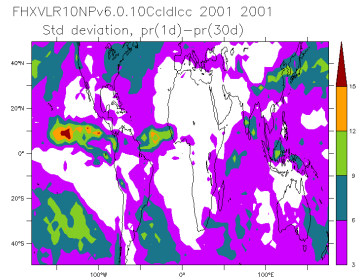 FHXVLR10NPv6.0.10Ccldlcc 2001 2001
Std deviation, pr(1d)-pr(30d)
40°N
20°N
0°
20°S
40°S
100°W
0°
100°E
15
12
9
6
3